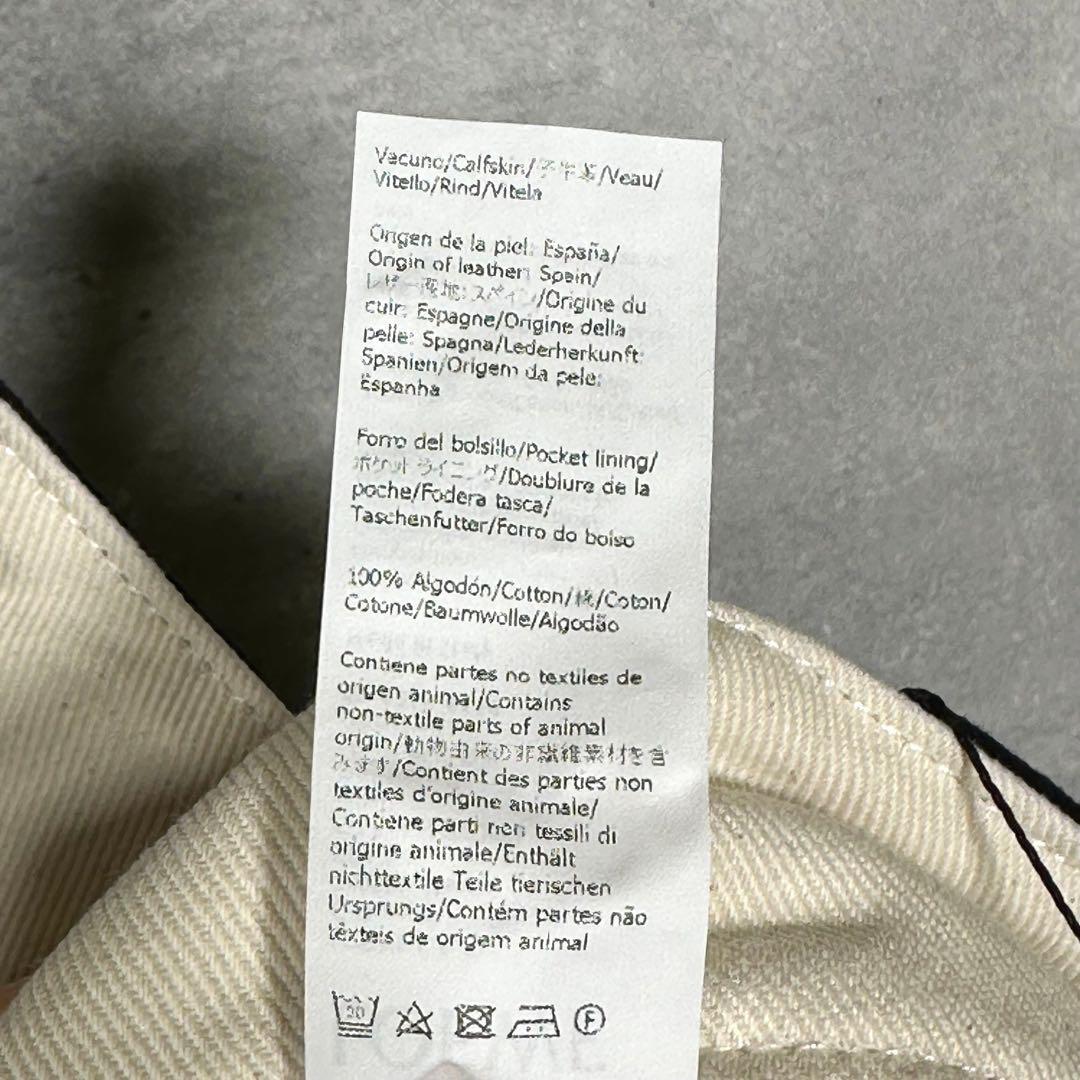 Vacuno/Calfskin/子牛革/Veau/
Vitello/Rind/Vitela
Origen de la piel: España/
Origin of leather: Spain/
レザー産地: スペイン/Origine du
cuir: Espagne/Origine della
pelle: Spagna/Lederherkunft:
Spanien/Origem da pele:
Espanha
Forro del bolsillo/Pocket lining/
ポケット ライニング/Doublure de la
poche/Fodera tasca/
Taschenfutter/Forro do bolso
100% Algodón/Cotton/綿/Coton/
Cotone/Baumwolle/Algodão
Contiene partes no textiles de
origen animal/Contains
non-textile parts of animal
origin/動物由来の非繊維素材を含
みます/Contient des parties non
textiles d'origine animale/
Contiene parti non tessili di
origine animale/Enthält
nichttextile Teile tierischen
Ursprungs/Contém partes não
têxteis de origem animal
30
F